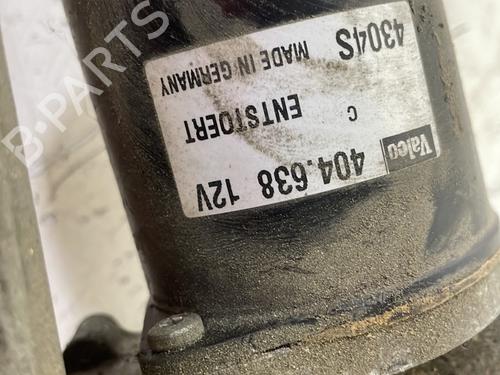 Valeo 404.638 12V
C ENTSTOERT
4304S MADE IN GERMANY
B-PARTS